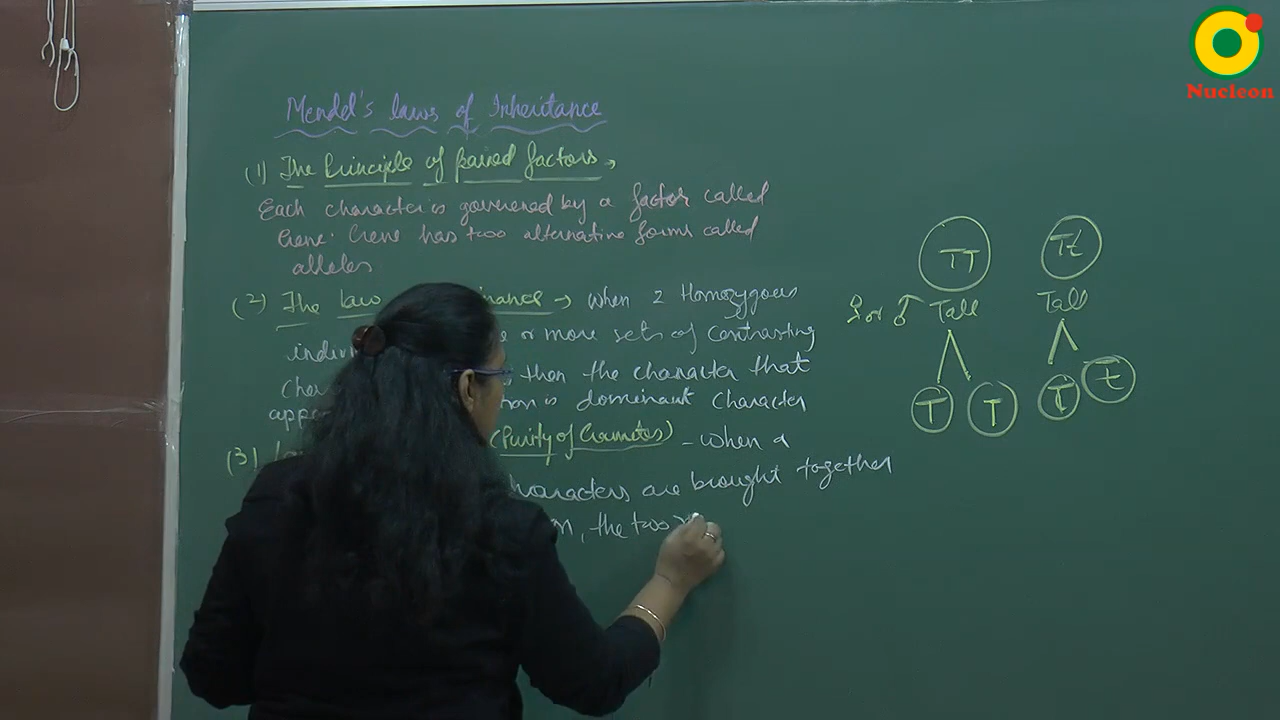 Nucleon
Mendel's laws of Inheritance
(1) The Principle of paired factors →
Each character is governed by a factor called
Gene. Gene has two alternative forms called
alleles
(2) The law → when 2 Homozygous
or more sets of contrasting
then the character that
is dominant character
(3) (Purity of Gametes) - when a
characters are brought together
, the two
TT Tt
♀ or ♂ Tall Tall
T T T t